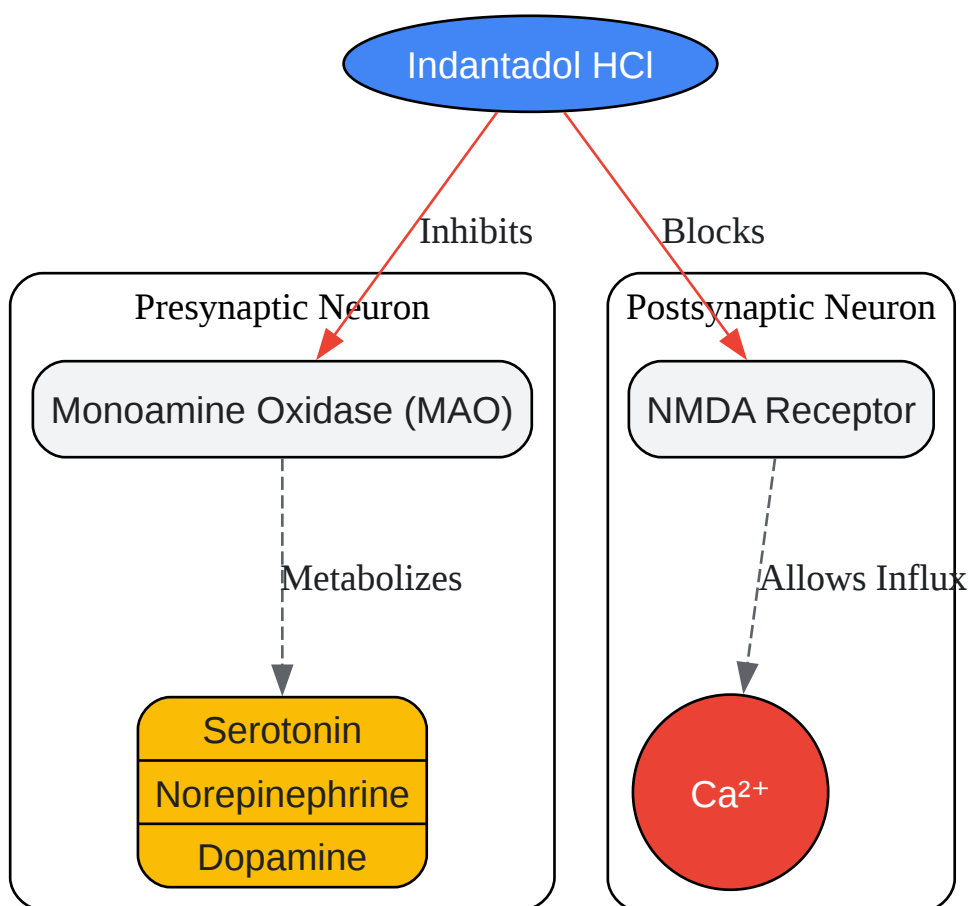 Indantadol HCl
Inhibits
Blocks
Presynaptic Neuron
Postsynaptic Neuron
Monoamine Oxidase (MAO)
NMDA Receptor
Metabolizes
Allows Influx
Serotonin
Norepinephrine
Dopamine
Ca²⁺